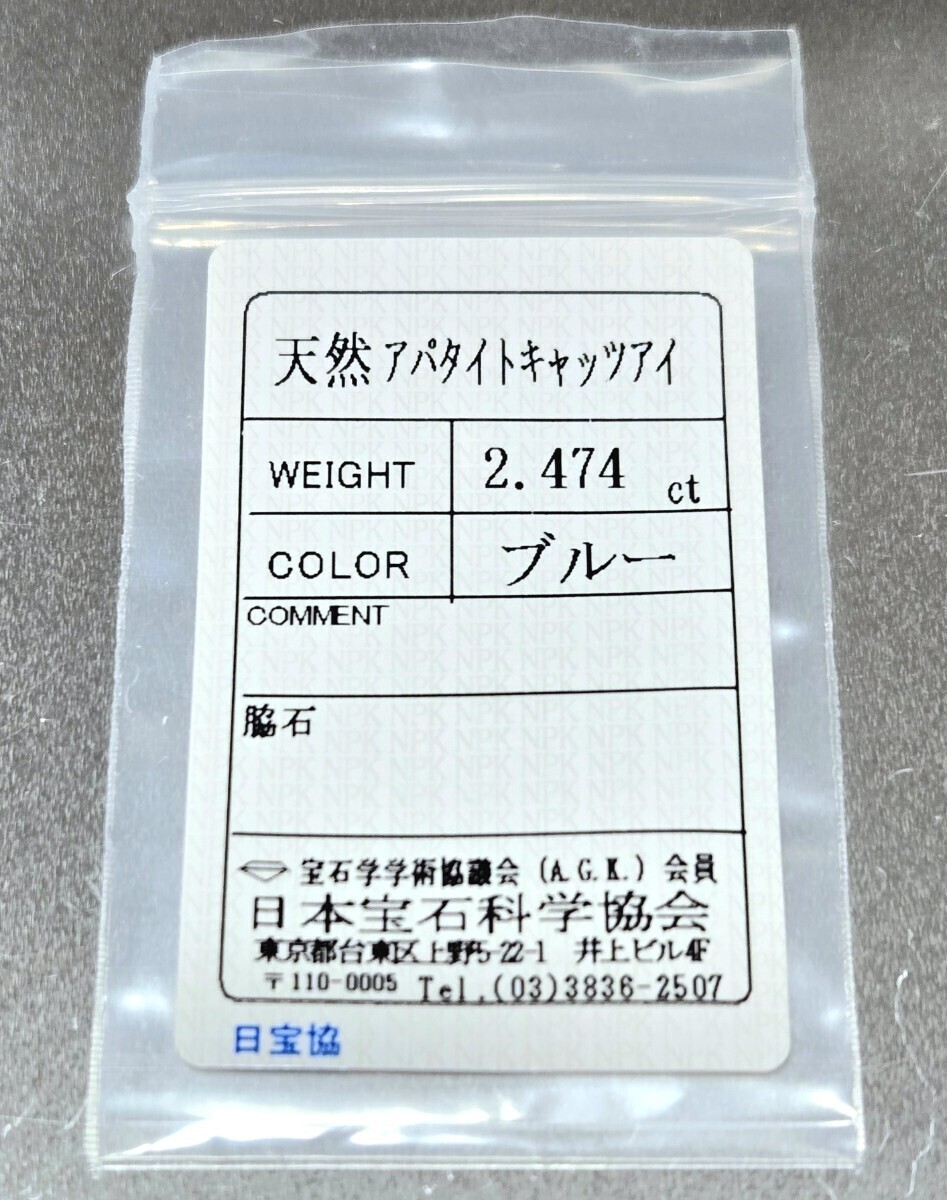 天然アパタイトキャッツアイ
WEIGHT 2.474 ct
COLOR ブルー
COMMENT
脇石
宝石学学術協議会 (A.G.K.) 会員
日本宝石科学協会
東京都台東区上野5-22-1 井上ビル4F
〒110-0005 Tel.(03)3836-2507
日宝協